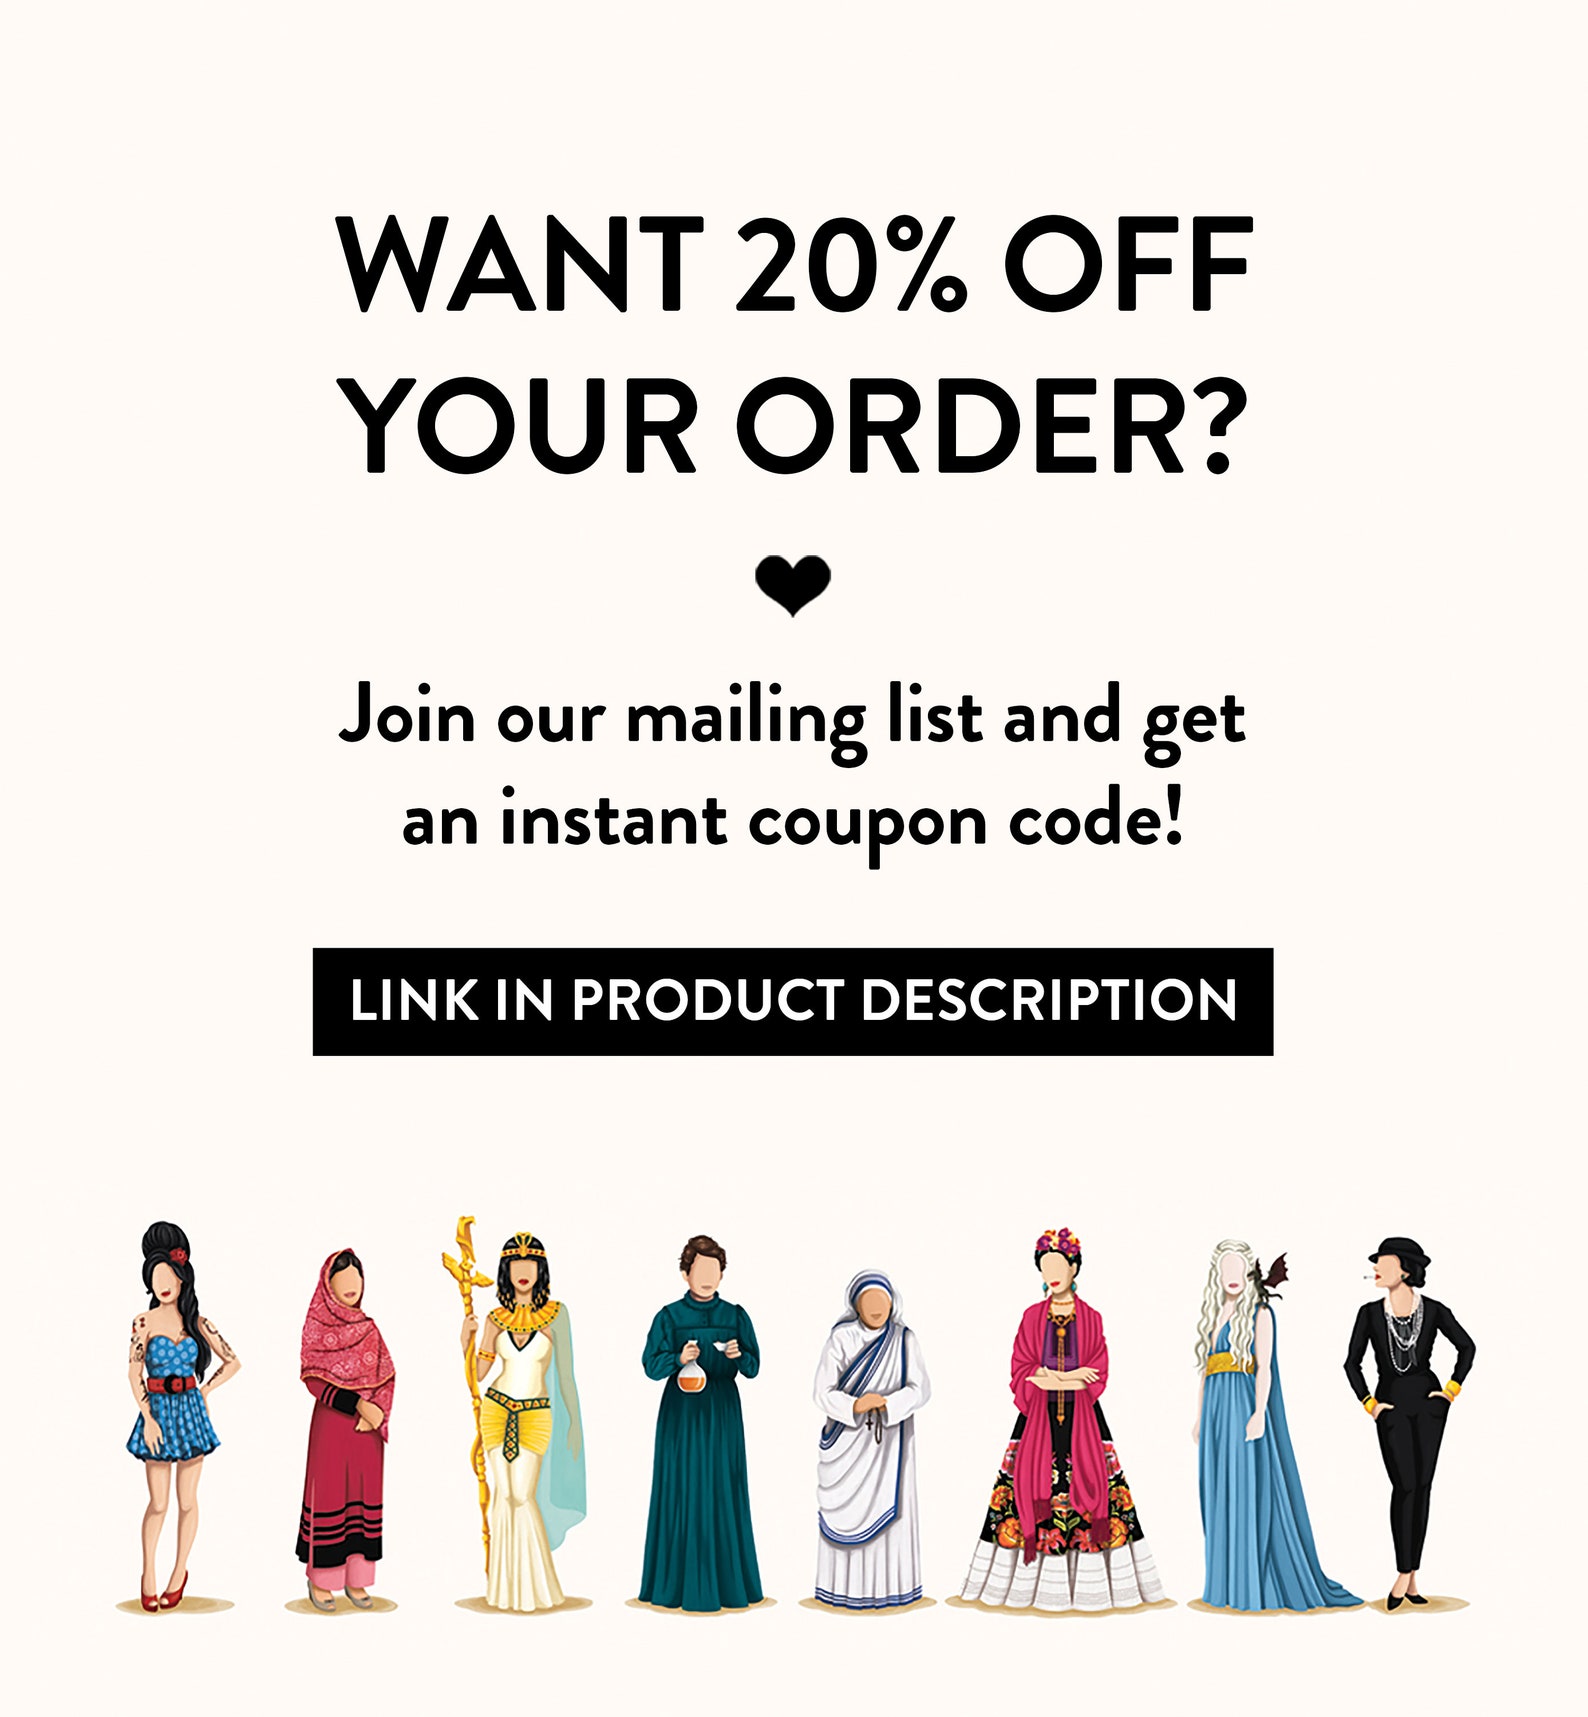 WANT 20% OFF
YOUR ORDER?
Join our mailing list and get
an instant coupon code!
LINK IN PRODUCT DESCRIPTION